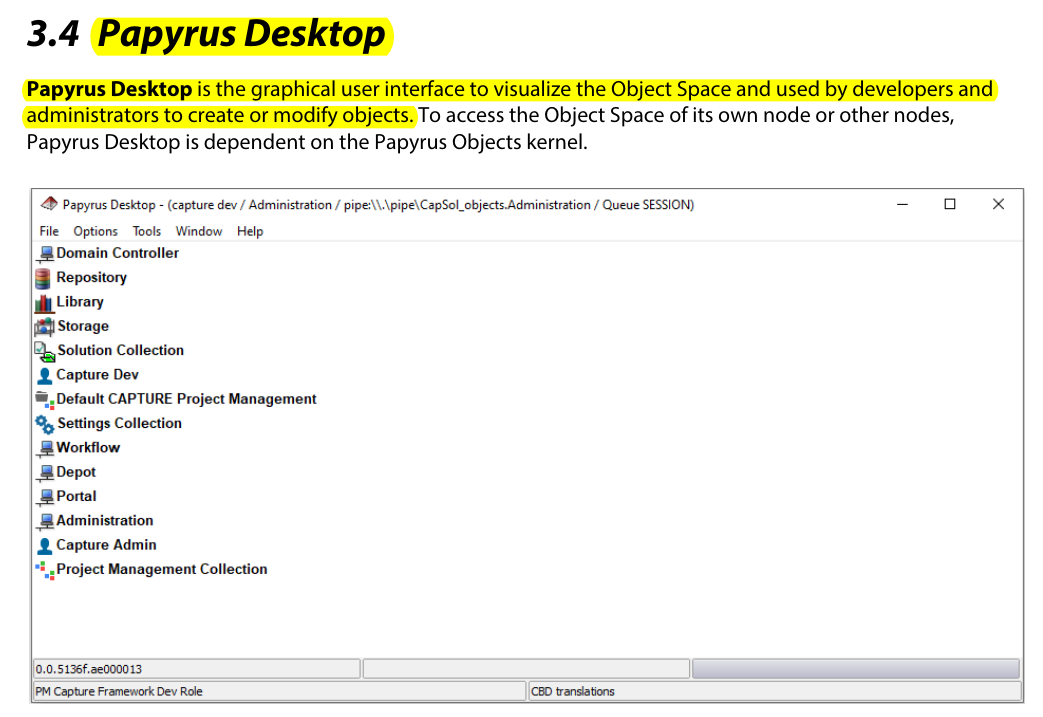 3.4 Papyrus Desktop
Papyrus Desktop is the graphical user interface to visualize the Object Space and used by developers and
administrators to create or modify objects. To access the Object Space of its own node or other nodes,
Papyrus Desktop is dependent on the Papyrus Objects kernel.
Papyrus Desktop - (capture dev / Administration / pipe:\\.\pipe\CapSol_objects.Administration / Queue SESSION)
File Options Tools Window Help
Domain Controller
Repository
Library
Storage
Solution Collection
Capture Dev
Default CAPTURE Project Management
Settings Collection
Workflow
Depot
Portal
Administration
Capture Admin
Project Management Collection
0.0.5136f.ae000013
PM Capture Framework Dev Role CBD translations